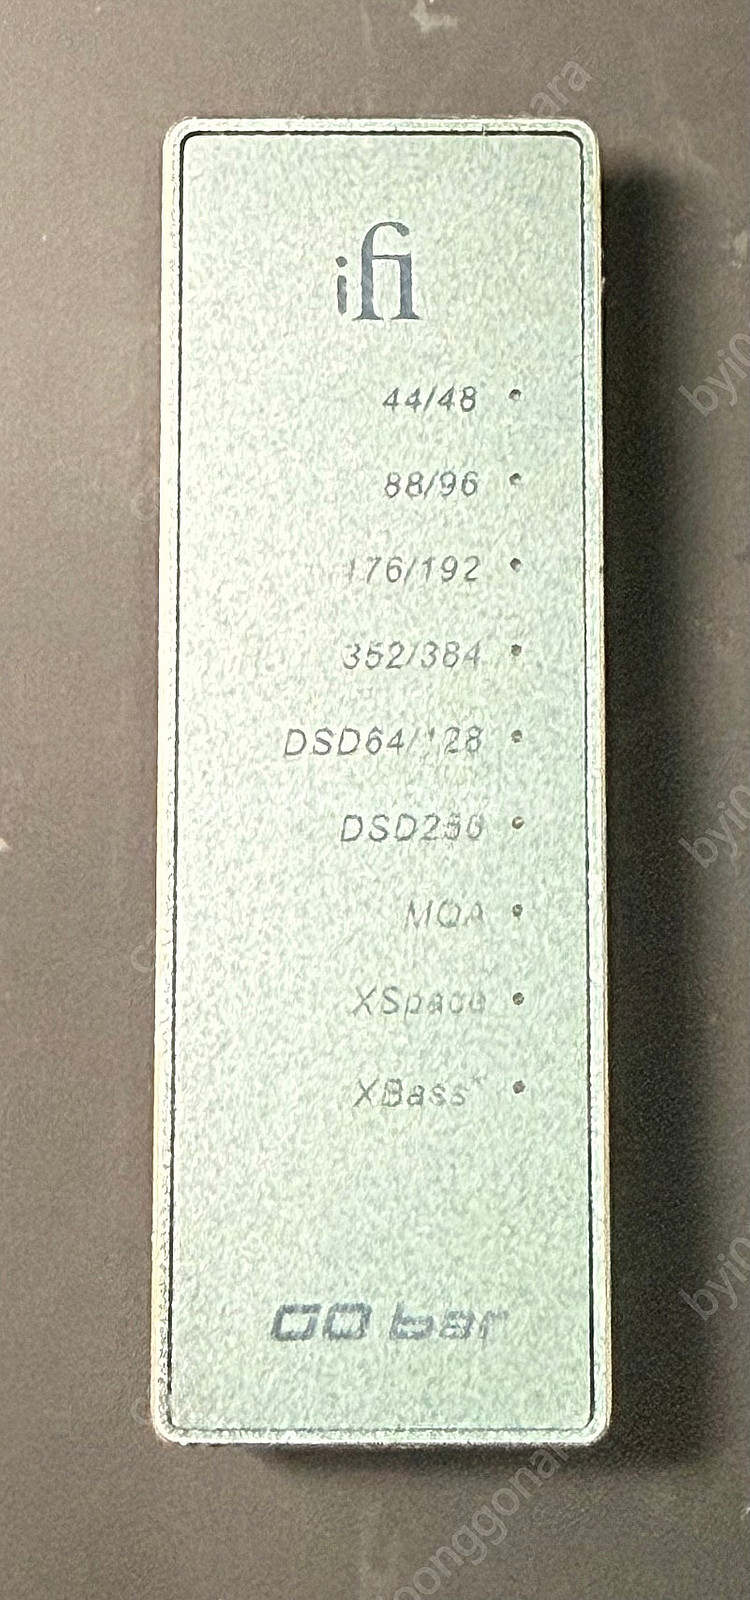 ifi
44/48
88/96
176/192
352/384
DSD64/128
DSD256
MQA
XSpace
XBass+
GO bar